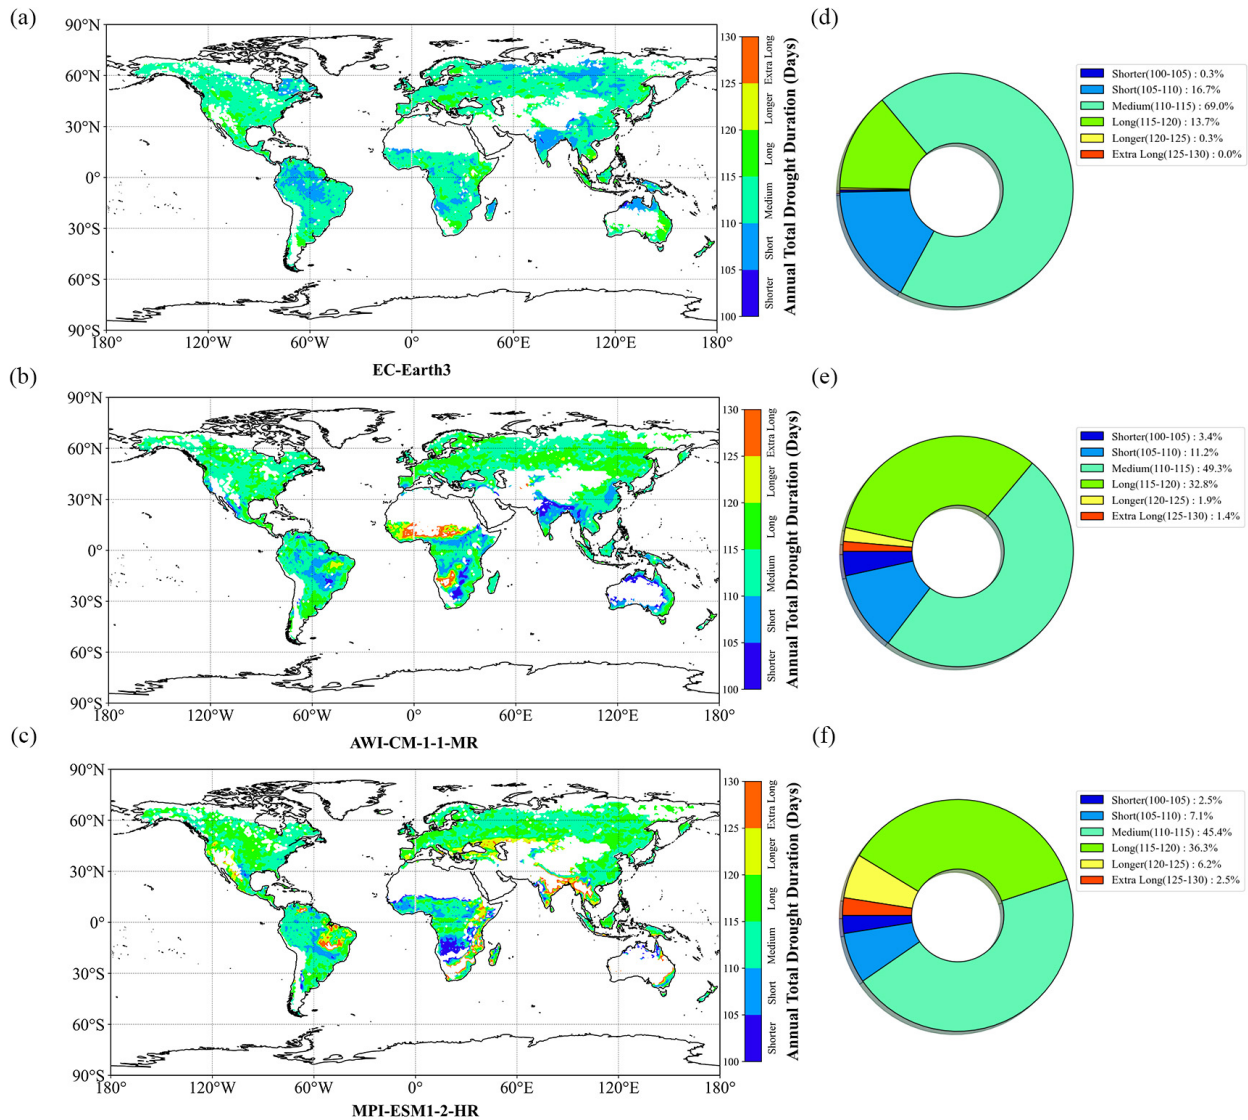 (a)
90°N
60°N
30°N
0°
30°S
60°S
90°S
180°
120°W
60°W
0°
60°E
120°E
180°
EC-Earth3
130
125
120
115
110
105
100
Extra Long
Longer
Long
Medium
Short
Shorter
Annual Total Drought Duration (Days)
(d)
Shorter(100-105) : 0.3%
Short(105-110) : 16.7%
Medium(110-115) : 69.0%
Long(115-120) : 13.7%
Longer(120-125) : 0.3%
Extra Long(125-130) : 0.0%
(b)
90°N
60°N
30°N
0°
30°S
60°S
90°S
180°
120°W
60°W
0°
60°E
120°E
180°
AWI-CM-1-1-MR
130
125
120
115
110
105
100
Extra Long
Longer
Long
Medium
Short
Shorter
Annual Total Drought Duration (Days)
(e)
Shorter(100-105) : 3.4%
Short(105-110) : 11.2%
Medium(110-115) : 49.3%
Long(115-120) : 32.8%
Longer(120-125) : 1.9%
Extra Long(125-130) : 1.4%
(c)
90°N
60°N
30°N
0°
30°S
60°S
90°S
180°
120°W
60°W
0°
60°E
120°E
180°
MPI-ESM1-2-HR
130
125
120
115
110
105
100
Extra Long
Longer
Long
Medium
Short
Shorter
Annual Total Drought Duration (Days)
(f)
Shorter(100-105) : 2.5%
Short(105-110) : 7.1%
Medium(110-115) : 45.4%
Long(115-120) : 36.3%
Longer(120-125) : 6.2%
Extra Long(125-130) : 2.5%